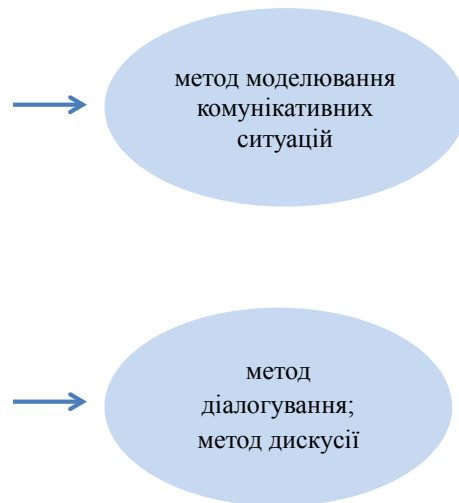 метод моделювання
комунікативних
ситуацій
метод
діалогування;
метод дискусії